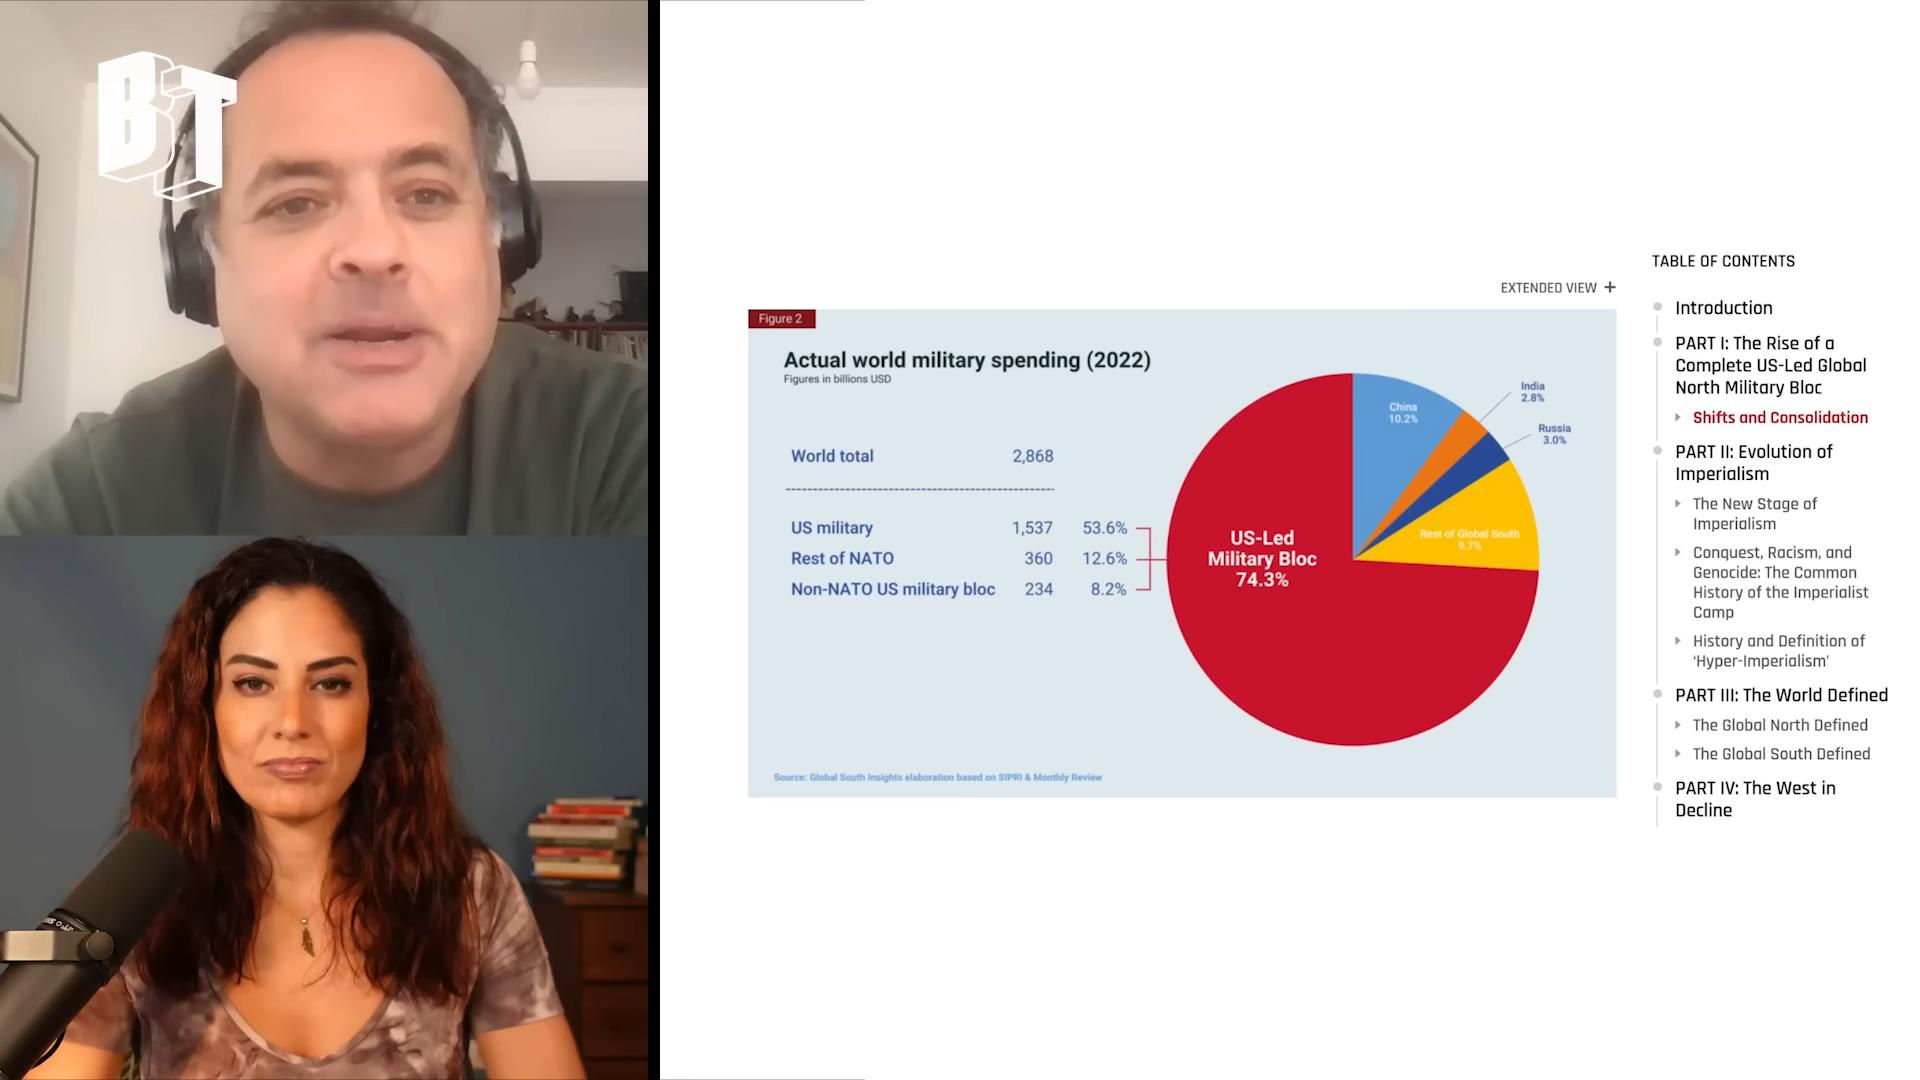 BT
EXTENDED VIEW +
Figure 2
Actual world military spending (2022)
Figures in billions USD
World total 2,868
US military 1,537 53.6%
Rest of NATO 360 12.6%
Non-NATO US military bloc 234 8.2%
US-Led
Military Bloc
74.3%
China
10.2%
India
2.8%
Russia
3.0%
Rest of Global South
9.7%
Source: Global South Insights elaboration based on SIPRI & Monthly Review
TABLE OF CONTENTS
Introduction
PART I: The Rise of a
Complete US-Led Global
North Military Bloc
Shifts and Consolidation
PART II: Evolution of
Imperialism
The New Stage of
Imperialism
Conquest, Racism, and
Genocide: The Common
History of the Imperialist
Camp
History and Definition of
‘Hyper-Imperialism’
PART III: The World Defined
The Global North Defined
The Global South Defined
PART IV: The West in
Decline